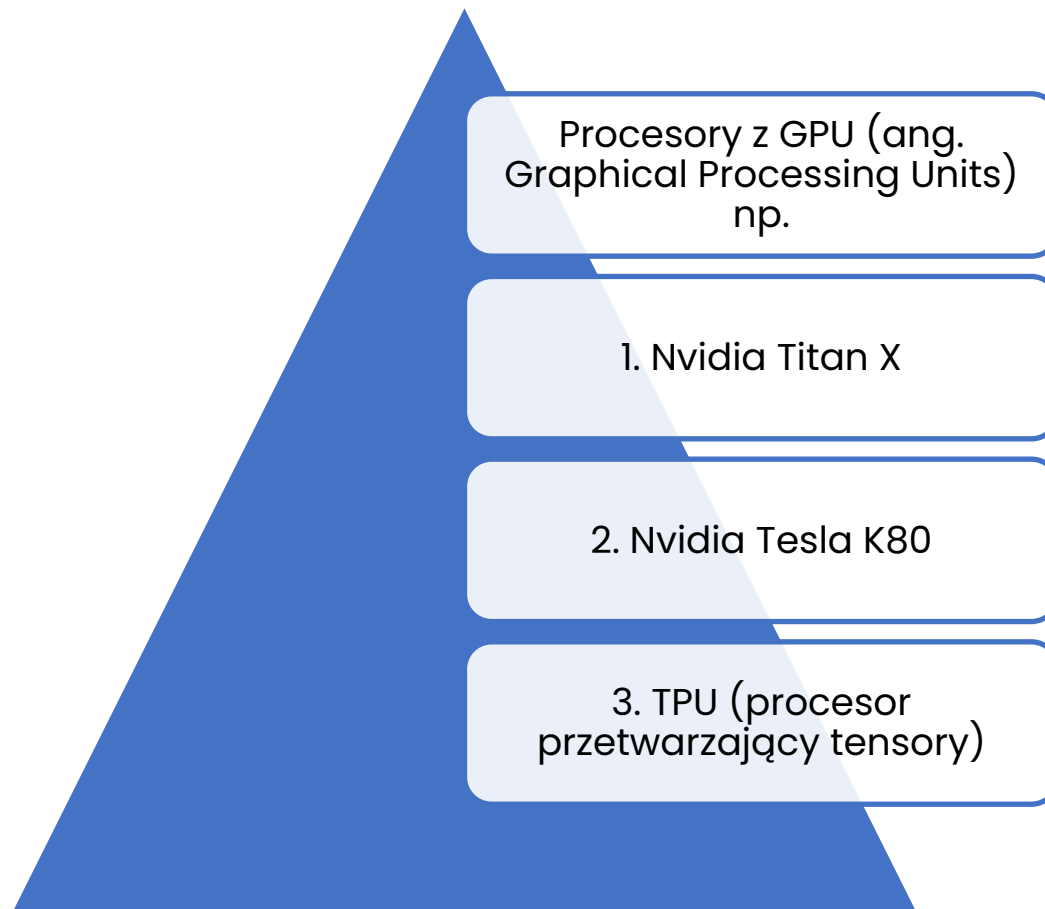 Procesory z GPU (ang.
Graphical Processing Units)
np.
1. Nvidia Titan X
2. Nvidia Tesla K80
3. TPU (procesor
przetwarzający tensory)